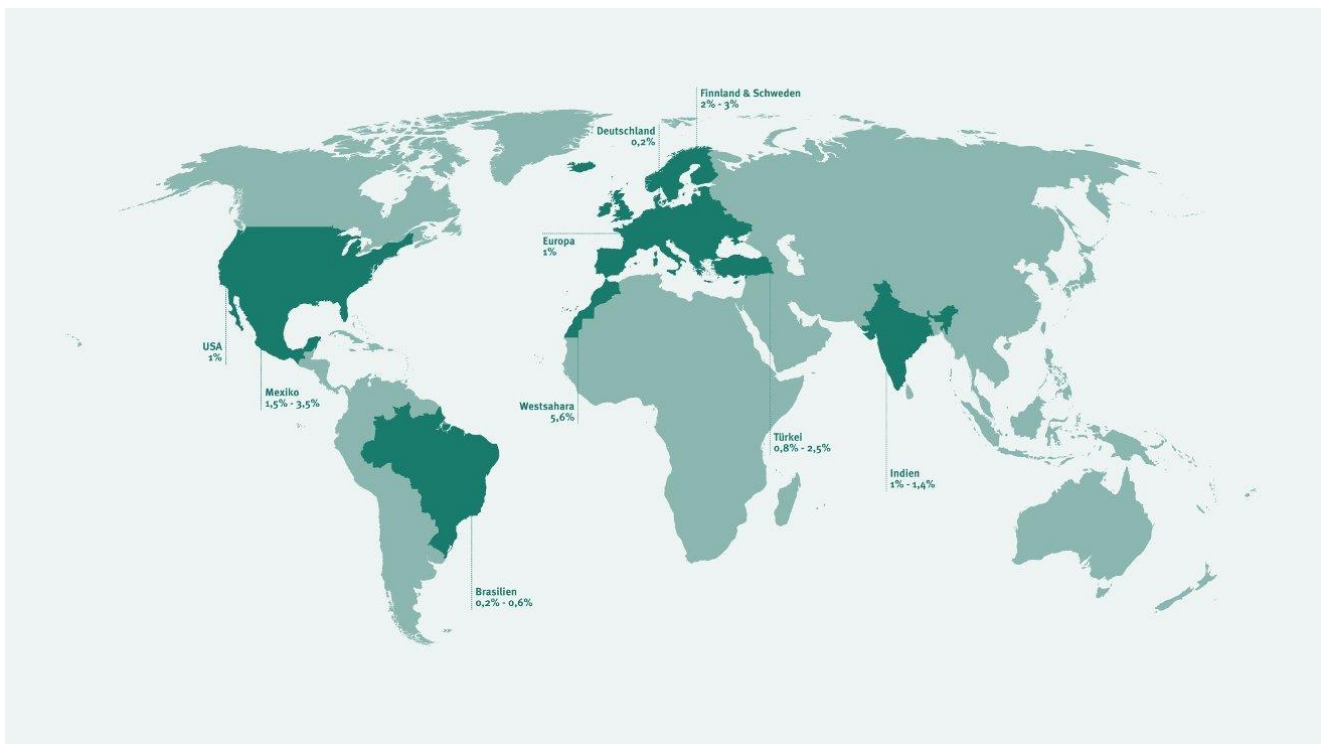 Finnland & Schweden
2% - 3%
Deutschland
0,2%
Europa
1%
USA
1%
Mexiko
1,5% - 3,5%
Westsahara
5,6%
Türkei
0,8% - 2,5%
Indien
1% - 1,4%
Brasilien
0,2% - 0,6%